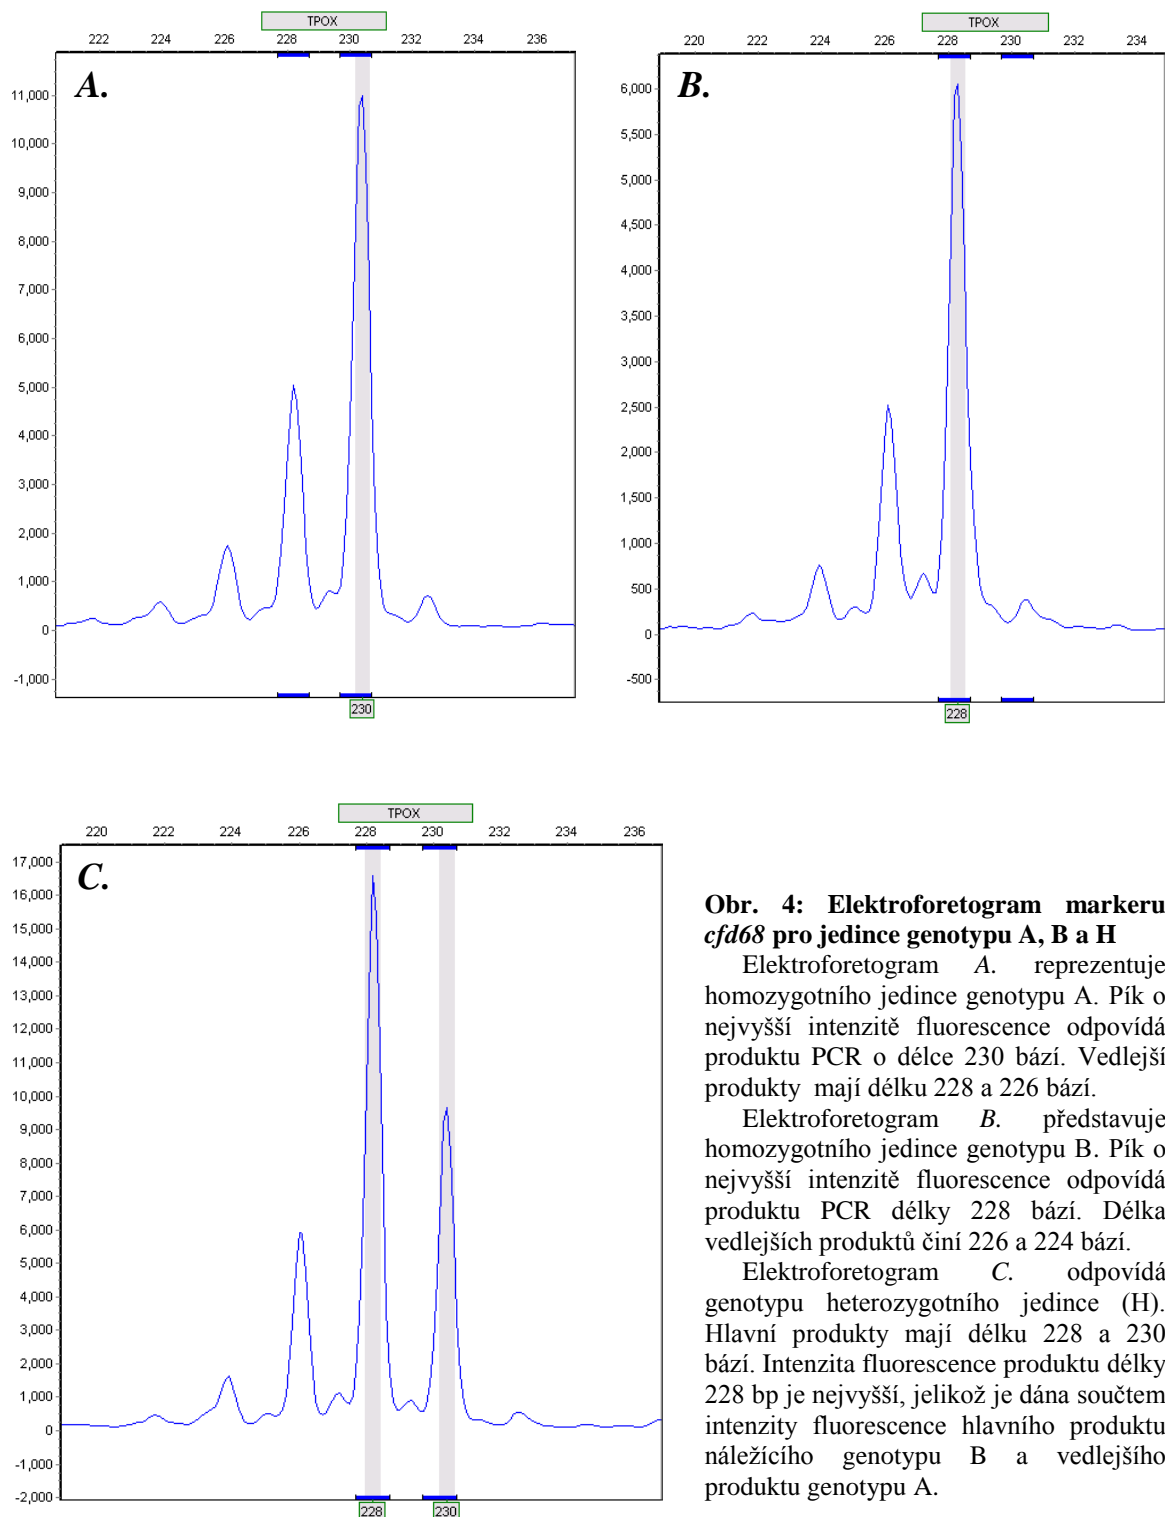 TPOX
222 224 226 228 230 232 234 236
A.
11,000
10,000
9,000
8,000
7,000
6,000
5,000
4,000
3,000
2,000
1,000
0
-1,000
230
TPOX
220 222 224 226 228 230 232 234
B.
6,000
5,500
5,000
4,500
4,000
3,500
3,000
2,500
2,000
1,500
1,000
500
0
-500
228
TPOX
220 222 224 226 228 230 232 234 236
C.
17,000
16,000
15,000
14,000
13,000
12,000
11,000
10,000
9,000
8,000
7,000
6,000
5,000
4,000
3,000
2,000
1,000
0
-1,000
-2,000
228 230
Obr. 4: Elektroforetogram markeru
cfd68 pro jedince genotypu A, B a H
Elektroforetogram A. reprezentuje
homozygotního jedince genotypu A. Pík o
nejvyšší intenzitě fluorescence odpovídá
produktu PCR o délce 230 bází. Vedlejší
produkty mají délku 228 a 226 bází.
Elektroforetogram B. představuje
homozygotního jedince genotypu B. Pík o
nejvyšší intenzitě fluorescence odpovídá
produktu PCR délky 228 bází. Délka
vedlejších produktů činí 226 a 224 bází.
Elektroforetogram C. odpovídá
genotypu heterozygotního jedince (H).
Hlavní produkty mají délku 228 a 230
bází. Intenzita fluorescence produktu délky
228 bp je nejvyšší, jelikož je dána součtem
intenzity fluorescence hlavního produktu
náležícího genotypu B a vedlejšího
produktu genotypu A.